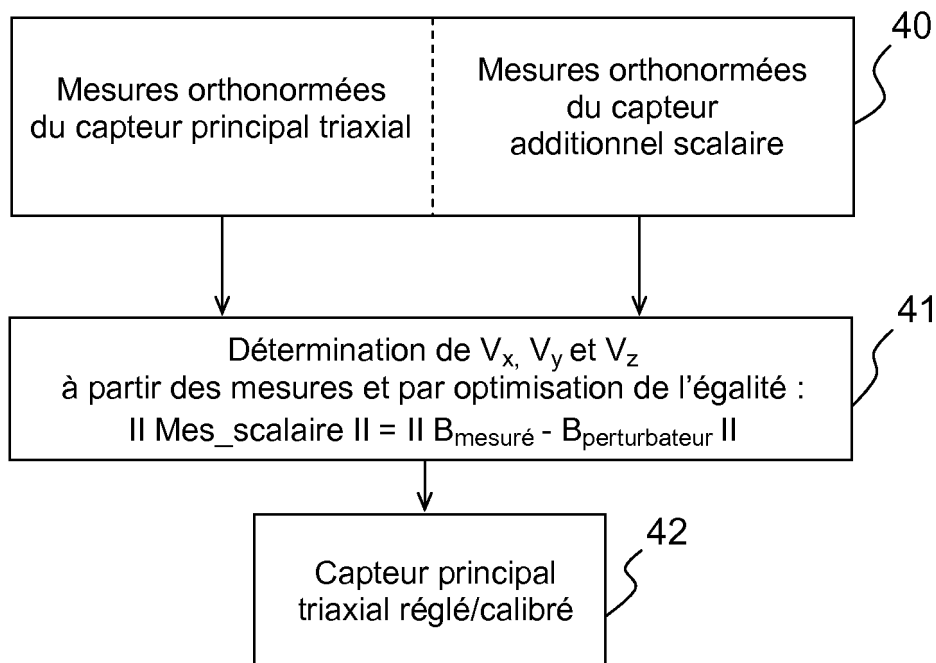 40
Mesures orthonormées
du capteur principal triaxial
Mesures orthonormées
du capteur
additionnel scalaire
41
Détermination de Vx, Vy et Vz
à partir des mesures et par optimisation de l'égalité :
II Mes_scalaire II = II Bmesuré - Bperturbateur II
42
Capteur principal
triaxial réglé/calibré